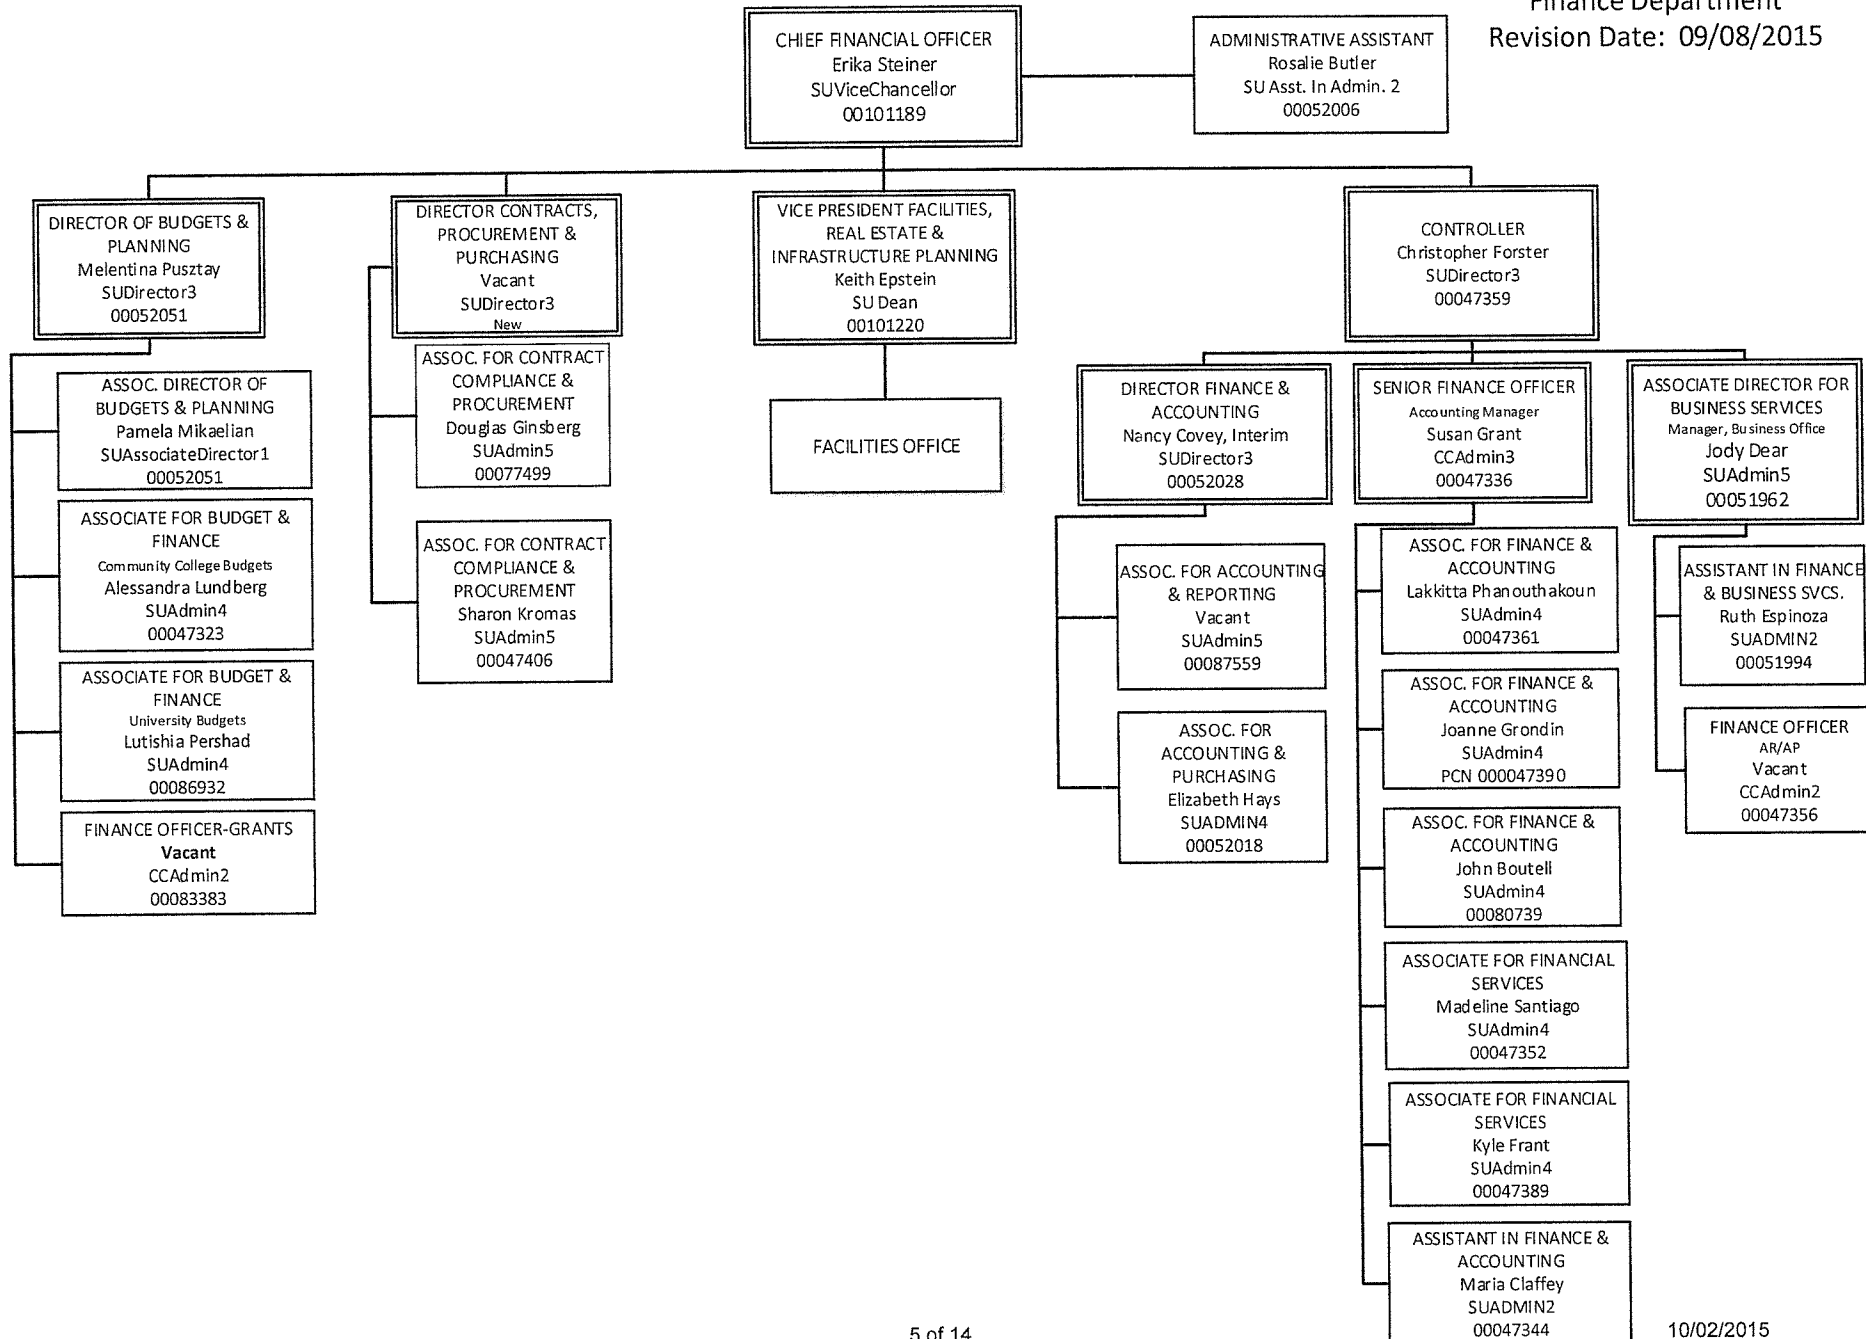 Finance Department
Revision Date: 09/08/2015
CHIEF FINANCIAL OFFICER
Erika Steiner
SUViceChancellor
00101189
ADMINISTRATIVE ASSISTANT
Rosalie Butler
SU Asst. In Admin. 2
00052006
DIRECTOR OF BUDGETS &
PLANNING
Melentina Pusztay
SUDirector3
00052051
DIRECTOR CONTRACTS,
PROCUREMENT &
PURCHASING
Vacant
SUDirector3
New
VICE PRESIDENT FACILITIES,
REAL ESTATE &
INFRASTRUCTURE PLANNING
Keith Epstein
SU Dean
00101220
CONTROLLER
Christopher Forster
SUDirector3
00047359
ASSOC. DIRECTOR OF
BUDGETS & PLANNING
Pamela Mikaelian
SUAssociateDirector1
00052051
ASSOCIATE FOR BUDGET &
FINANCE
Community College Budgets
Alessandra Lundberg
SUAdmin4
00047323
ASSOCIATE FOR BUDGET &
FINANCE
University Budgets
Lutishia Pershad
SUAdmin4
00086932
FINANCE OFFICER-GRANTS
Vacant
CCAdmin2
00083383
ASSOC. FOR CONTRACT
COMPLIANCE &
PROCUREMENT
Douglas Ginsberg
SUAdmin5
00077499
ASSOC. FOR CONTRACT
COMPLIANCE &
PROCUREMENT
Sharon Kromas
SUAdmin5
00047406
FACILITIES OFFICE
DIRECTOR FINANCE &
ACCOUNTING
Nancy Covey, Interim
SUDirector3
00052028
ASSOC. FOR ACCOUNTING
& REPORTING
Vacant
SUAdmin5
00087559
ASSOC. FOR
ACCOUNTING &
PURCHASING
Elizabeth Hays
SUADMIN4
00052018
SENIOR FINANCE OFFICER
Accounting Manager
Susan Grant
CCAdmin3
00047336
ASSOC. FOR FINANCE &
ACCOUNTING
Lakkitta Phanouthakoun
SUAdmin4
00047361
ASSOC. FOR FINANCE &
ACCOUNTING
Joanne Grondin
SUAdmin4
PCN 000047390
ASSOC. FOR FINANCE &
ACCOUNTING
John Boutell
SUAdmin4
00080739
ASSOCIATE FOR FINANCIAL
SERVICES
Madeline Santiago
SUAdmin4
00047352
ASSOCIATE FOR FINANCIAL
SERVICES
Kyle Frant
SUAdmin4
00047389
ASSISTANT IN FINANCE &
ACCOUNTING
Maria Claffey
SUADMIN2
00047344
ASSOCIATE DIRECTOR FOR
BUSINESS SERVICES
Manager, Business Office
Jody Dear
SUAdmin5
00051962
ASSISTANT IN FINANCE
& BUSINESS SVCS.
Ruth Espinoza
SUADMIN2
00051994
FINANCE OFFICER
AR/AP
Vacant
CCAdmin2
00047356
5 of 14
10/02/2015